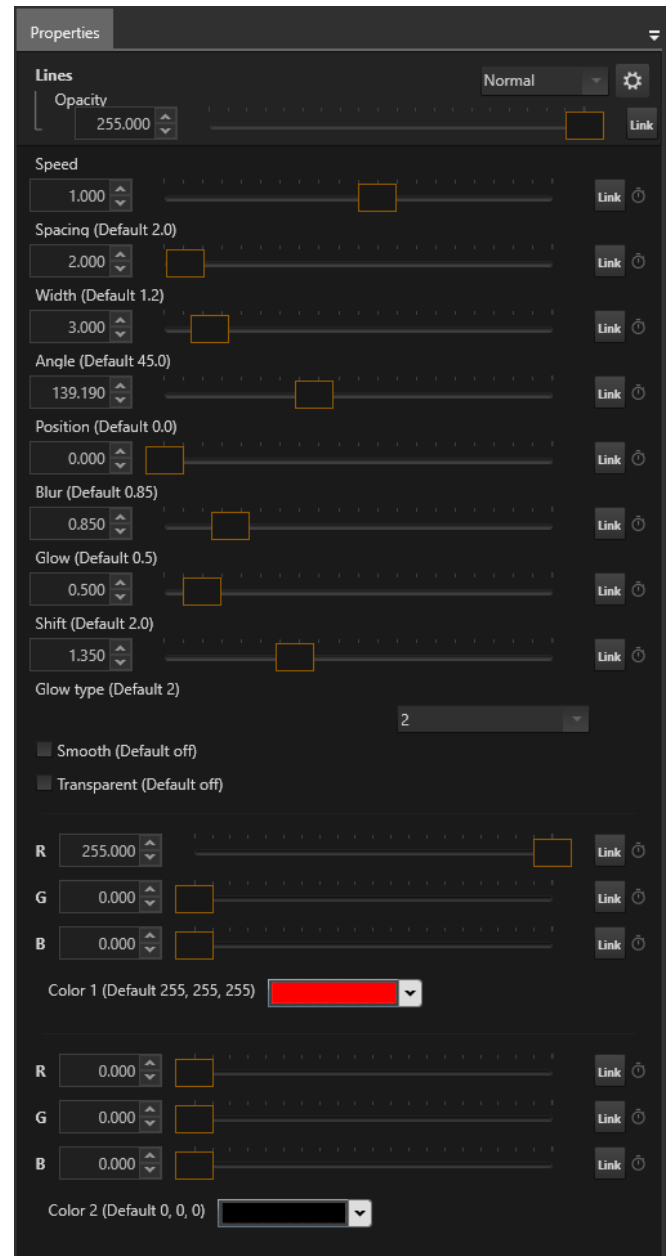 Properties
Lines
Normal
Opacity
255.000
Link
Speed
1.000
Link
Spacing (Default 2.0)
2.000
Link
Width (Default 1.2)
3.000
Link
Angle (Default 45.0)
139.190
Link
Position (Default 0.0)
0.000
Link
Blur (Default 0.85)
0.850
Link
Glow (Default 0.5)
0.500
Link
Shift (Default 2.0)
1.350
Link
Glow type (Default 2)
2
Smooth (Default off)
Transparent (Default off)
R 255.000 Link
G 0.000 Link
B 0.000 Link
Color 1 (Default 255, 255, 255)
R 0.000 Link
G 0.000 Link
B 0.000 Link
Color 2 (Default 0, 0, 0)